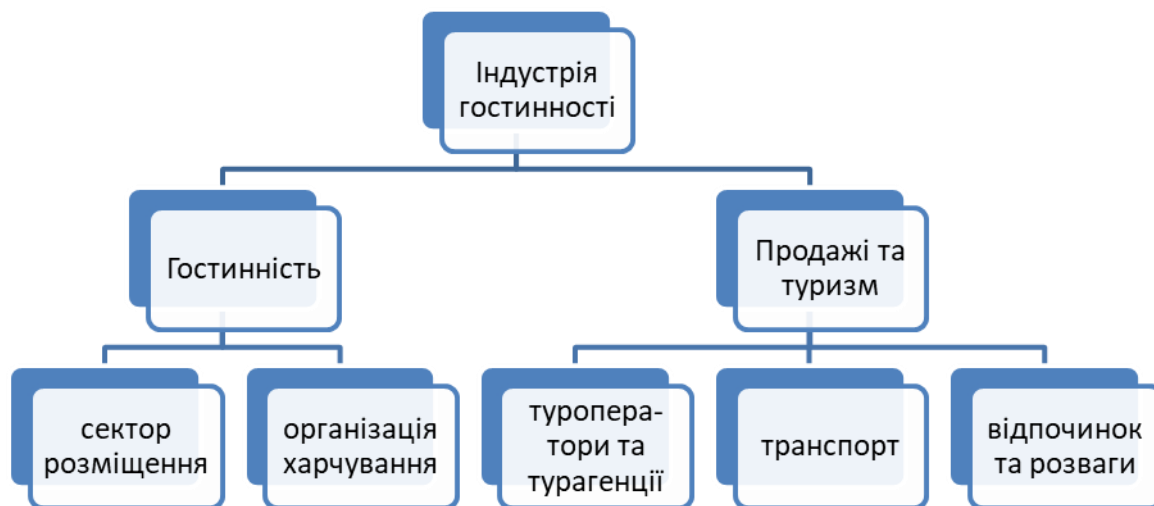 Індустрія
гостинності
Гостинність
Продажі та
туризм
сектор
розміщення
організація
харчування
туропера-
тори та
турагенції
транспорт
відпочинок
та розваги